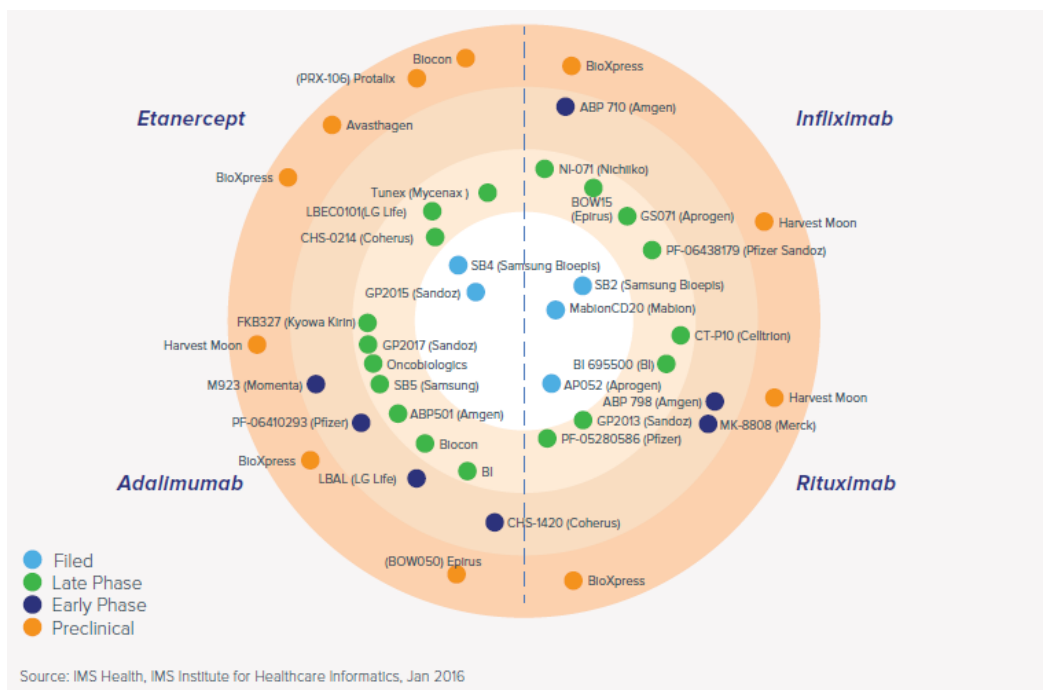 Etanercept
Biocon
(PRX-106) Protalix
Avasthagen
BioXpress
Tunex (Mycenax )
LBEC0101(LG Life)
CHS-0214 (Coherus)
SB4 (Samsung Bioepis)
GP2015 (Sandoz)
Infliximab
BioXpress
ABP 710 (Amgen)
NI-071 (Nichiiko)
BOW15
(Epirus)
GS071 (Aprogen)
Harvest Moon
PF-06438179 (Pfizer Sandoz)
SB2 (Samsung Bioepis)
Adalimumab
FKB327 (Kyowa Kirin)
Harvest Moon
GP2017 (Sandoz)
Oncobiologics
M923 (Momenta)
SB5 (Samsung)
ABP501 (Amgen)
PF-06410293 (Pfizer)
Biocon
BioXpress
LBAL (LG Life)
BI
CHS-1420 (Coherus)
(BOW050) Epirus
Rituximab
MabionCD20 (Mabion)
CT-P10 (Celltrion)
BI 695500 (BI)
AP052 (Aprogen)
ABP 798 (Amgen)
Harvest Moon
GP2013 (Sandoz)
MK-8808 (Merck)
PF-05280586 (Pfizer)
BioXpress
Filed
Late Phase
Early Phase
Preclinical
Source: IMS Health, IMS Institute for Healthcare Informatics, Jan 2016